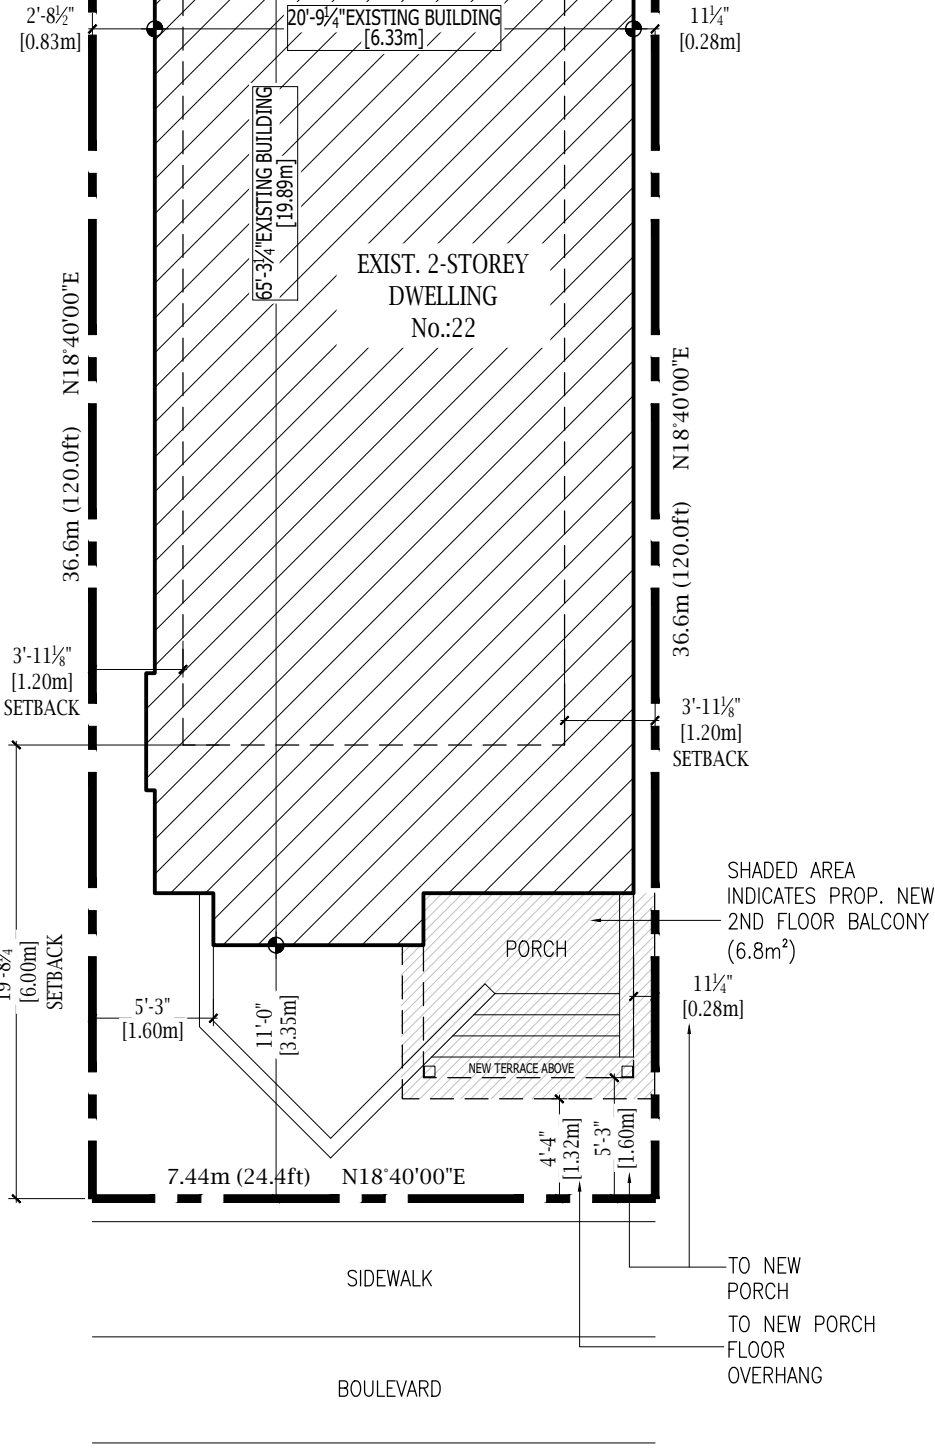 2'-8½"
[0.83m]
20'-9¼"EXISTING BUILDING
[6.33m]
11¼"
[0.28m]
65'-3¼"EXISTING BUILDING
[19.89m]
EXIST. 2-STOREY
DWELLING
No.:22
36.6m (120.0ft) N18°40'00"E
36.6m (120.0ft) N18°40'00"E
3'-11⅛"
[1.20m]
SETBACK
3'-11⅛"
[1.20m]
SETBACK
SHADED AREA
INDICATES PROP. NEW
2ND FLOOR BALCONY
(6.8m²)
PORCH
19'-8¼
[6.00m]
SETBACK
5'-3"
[1.60m]
11'-0"
[3.35m]
11¼"
[0.28m]
NEW TERRACE ABOVE
4'-4"
[1.32m]
5'-3"
[1.60m]
7.44m (24.4ft) N18°40'00"E
SIDEWALK
TO NEW
PORCH
TO NEW PORCH
FLOOR
OVERHANG
BOULEVARD